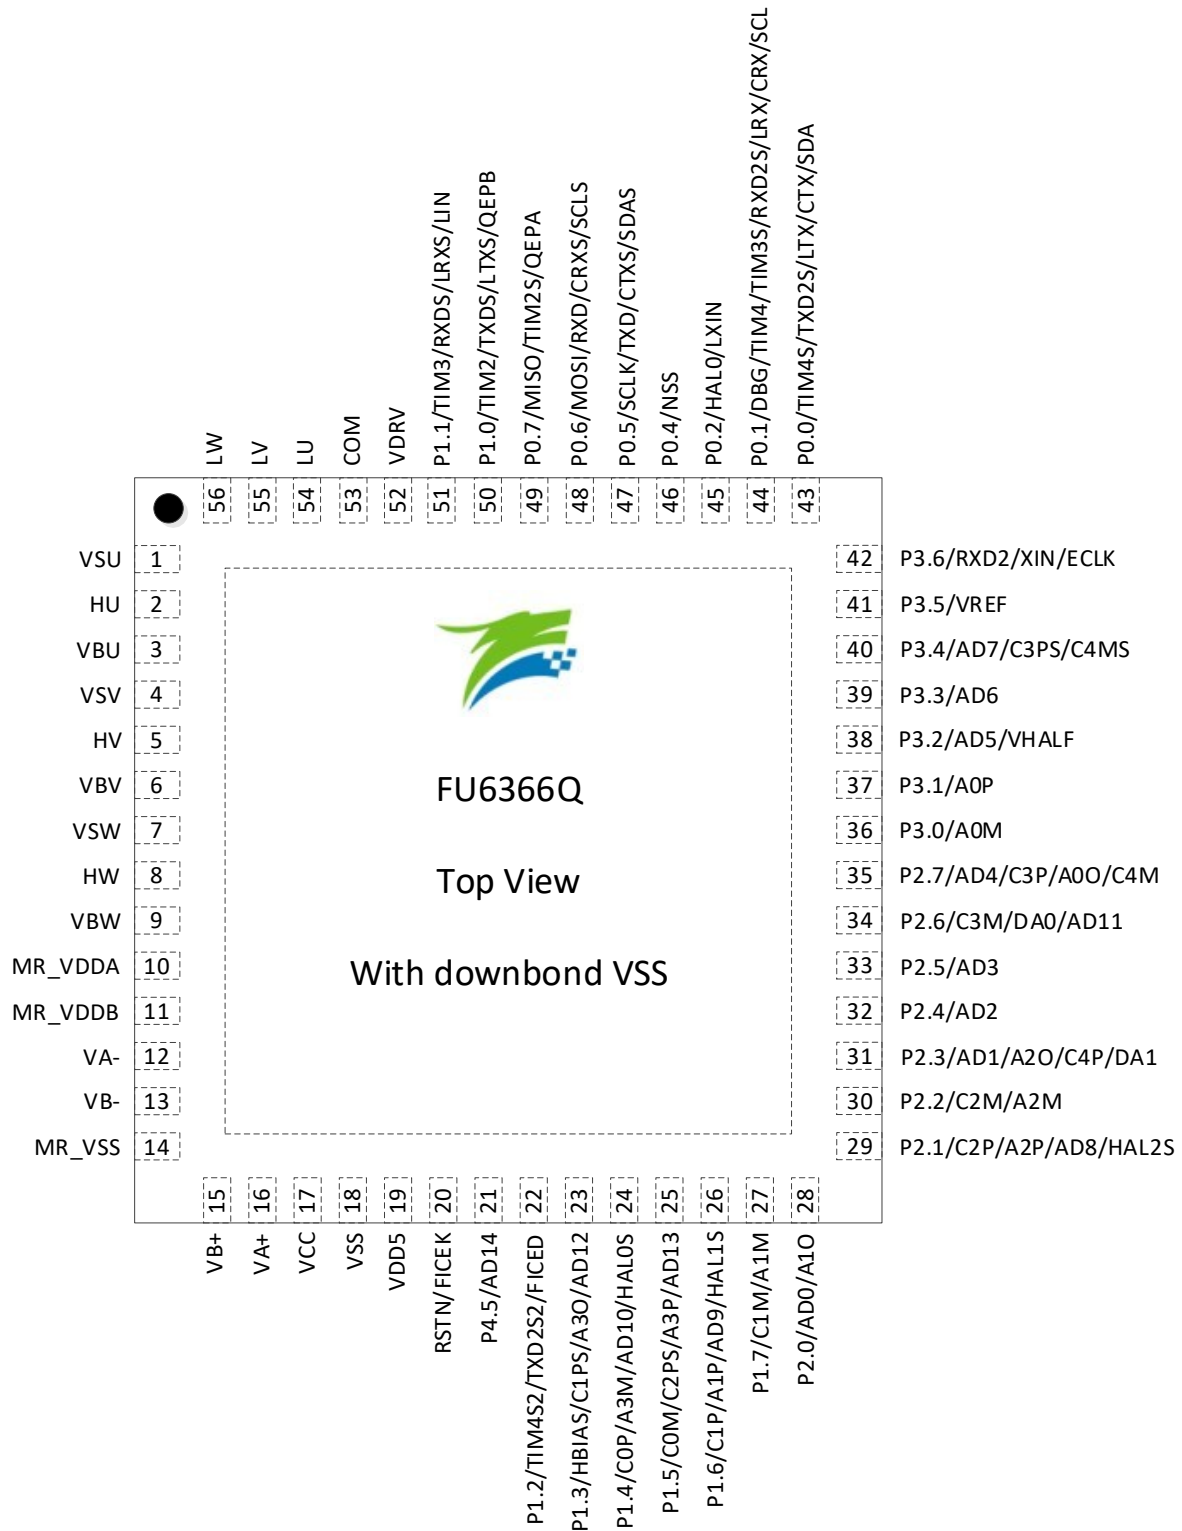 LW
LV
LU
COM
VDRV
P1.1/TIM3/RXDS/LRXS/LIN
P1.0/TIM2/TXDS/LTXS/QEPB
P0.7/MISO/TIM2S/QEPA
P0.6/MOSI/RXD/CRXS/SCLS
P0.5/SCLK/TXD/CTXS/SDAS
P0.4/NSS
P0.2/HAL0/LXIN
P0.1/DBG/TIM4/TIM3S/RXD2S/LRX/CRX/SCL
P0.0/TIM4S/TXD2S/LTX/CTX/SDA
56
55
54
53
52
51
50
49
48
47
46
45
44
43
VSU 1
HU 2
VBU 3
VSV 4
HV 5
VBV 6
VSW 7
HW 8
VBW 9
MR_VDDA 10
MR_VDDB 11
VA- 12
VB- 13
MR_VSS 14
FU6366Q
Top View
With downbond VSS
42 P3.6/RXD2/XIN/ECLK
41 P3.5/VREF
40 P3.4/AD7/C3PS/C4MS
39 P3.3/AD6
38 P3.2/AD5/VHALF
37 P3.1/A0P
36 P3.0/A0M
35 P2.7/AD4/C3P/A0O/C4M
34 P2.6/C3M/DA0/AD11
33 P2.5/AD3
32 P2.4/AD2
31 P2.3/AD1/A2O/C4P/DA1
30 P2.2/C2M/A2M
29 P2.1/C2P/A2P/AD8/HAL2S
15
16
17
18
19
20
21
22
23
24
25
26
27
28
VB+
VA+
VCC
VSS
VDD5
RSTN/FICEK
P4.5/AD14
P1.2/TIM4S2/TXD2S2/FICED
P1.3/HBIAS/C1PS/A3O/AD12
P1.4/C0P/A3M/AD10/HAL0S
P1.5/C0M/C2PS/A3P/AD13
P1.6/C1P/A1P/AD9/HAL1S
P1.7/C1M/A1M
P2.0/AD0/A1O